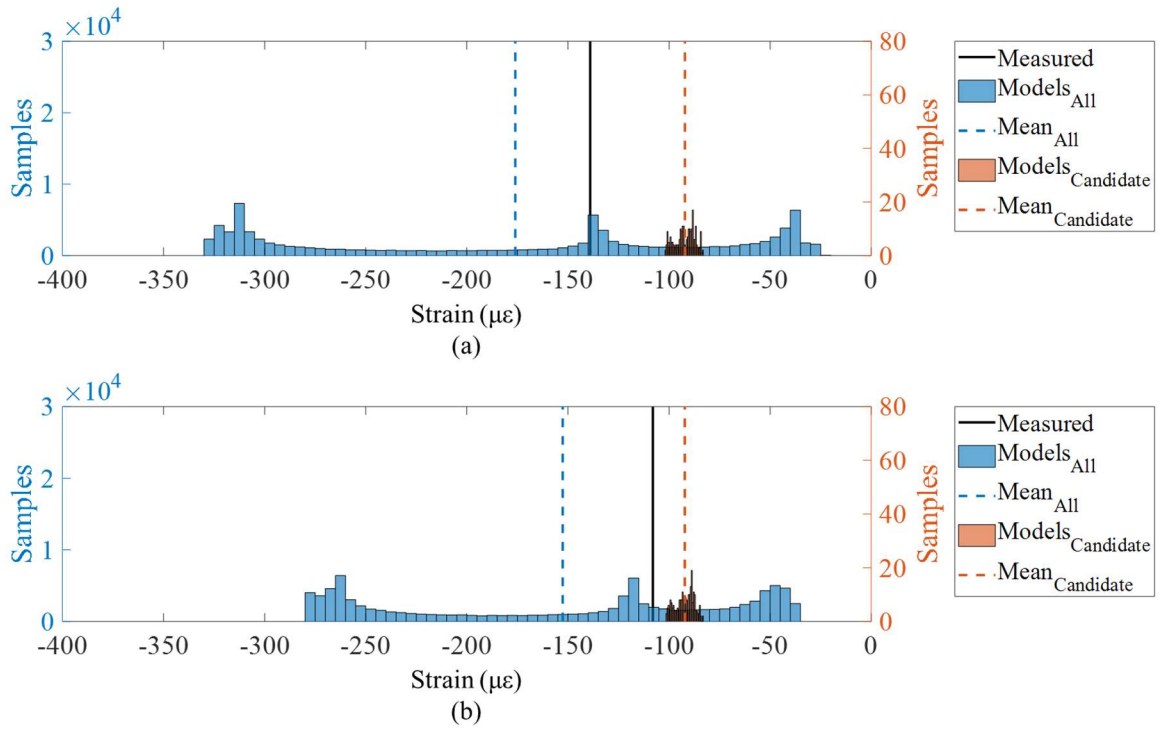 ×10⁴
3
2
1
0
Samples
80
60
40
20
0
Samples
-400 -350 -300 -250 -200 -150 -100 -50 0
Strain (με)
(a)
Measured
Models_All
Mean_All
Models_Candidate
Mean_Candidate
×10⁴
3
2
1
0
Samples
80
60
40
20
0
Samples
-400 -350 -300 -250 -200 -150 -100 -50 0
Strain (με)
(b)
Measured
Models_All
Mean_All
Models_Candidate
Mean_Candidate